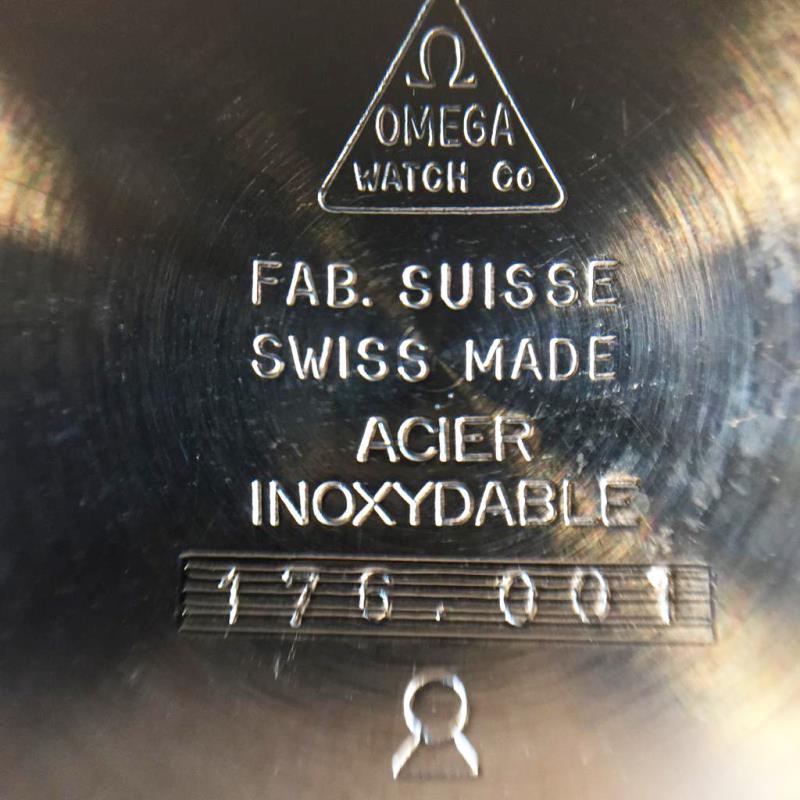 Ω
OMEGA
WATCH Co
FAB. SUISSE
SWISS MADE
ACIER
INOXYDABLE
176.001